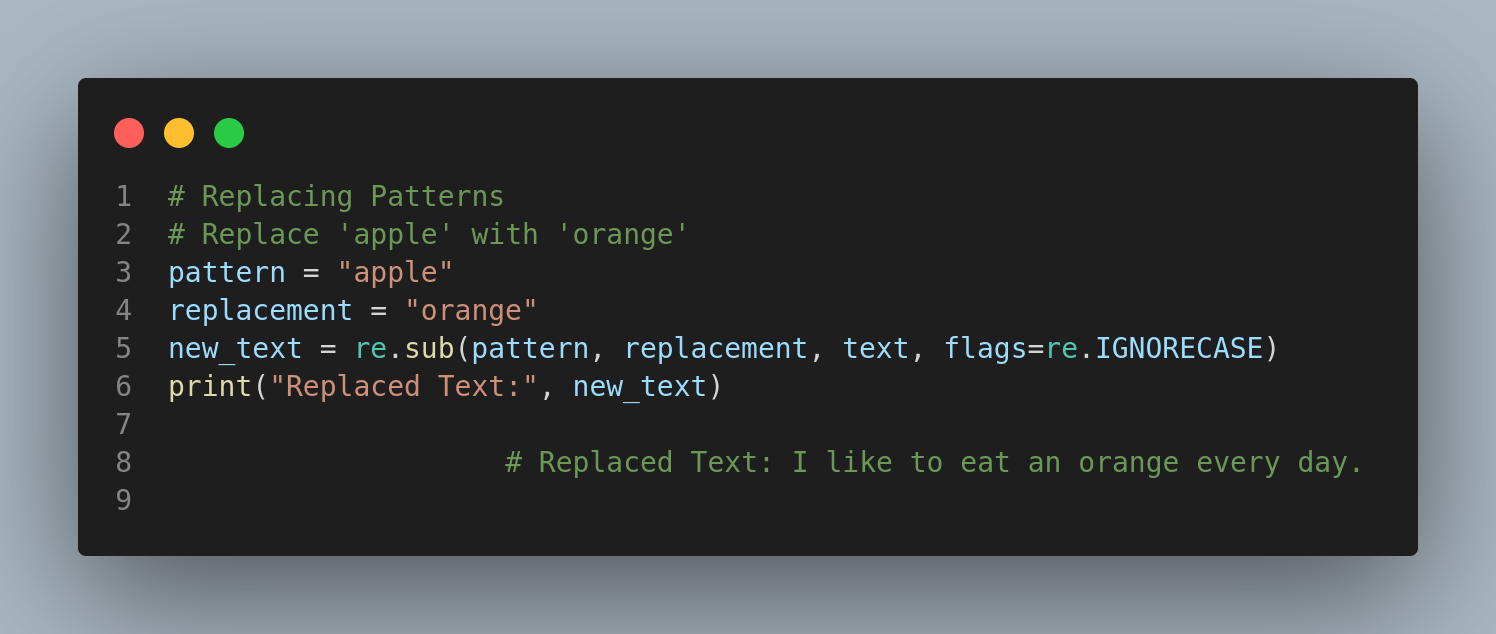 1 # Replacing Patterns
2 # Replace 'apple' with 'orange'
3 pattern = "apple"
4 replacement = "orange"
5 new_text = re.sub(pattern, replacement, text, flags=re.IGNORECASE)
6 print("Replaced Text:", new_text)
7
8                     # Replaced Text: I like to eat an orange every day.
9